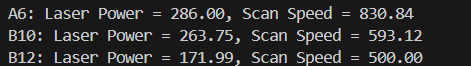 A6: Laser Power = 286.00, Scan Speed = 830.84
B10: Laser Power = 263.75, Scan Speed = 593.12
B12: Laser Power = 171.99, Scan Speed = 500.00